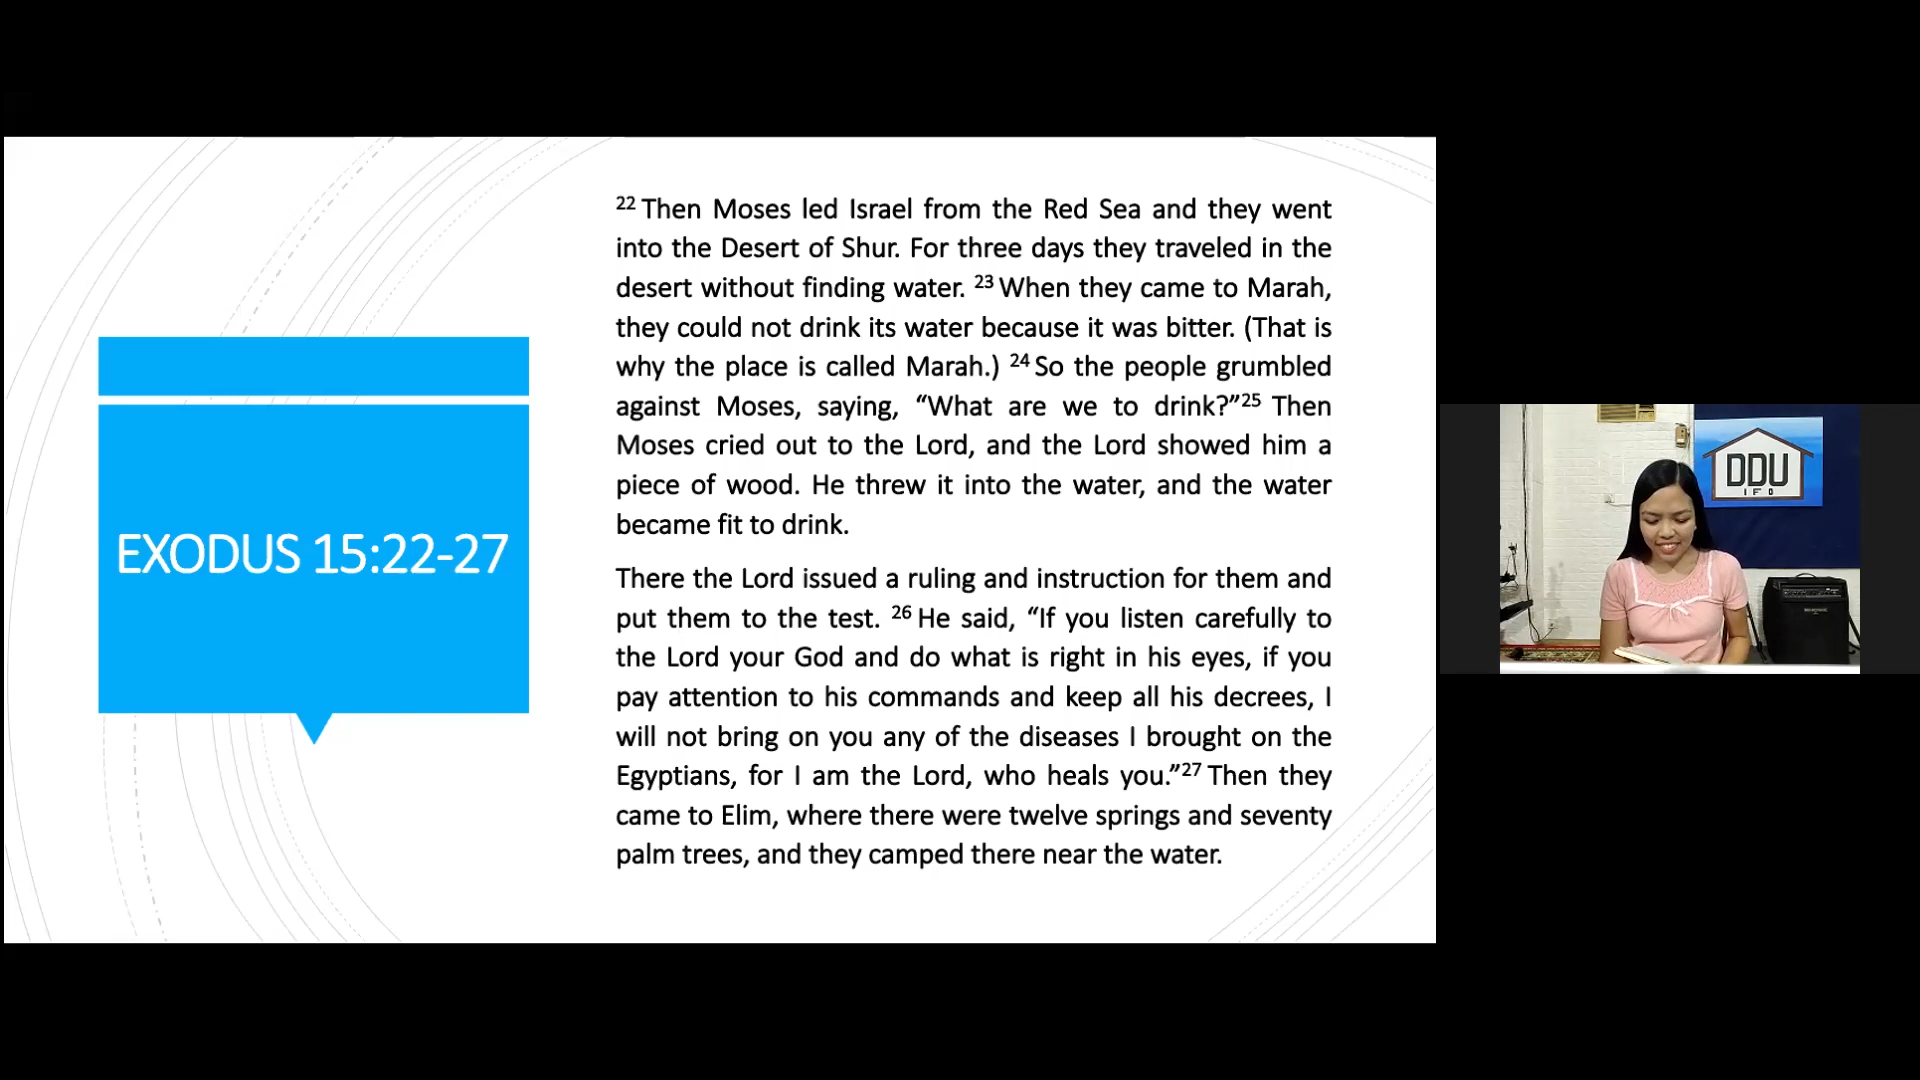 EXODUS 15:22-27
22 Then Moses led Israel from the Red Sea and they went
into the Desert of Shur. For three days they traveled in the
desert without finding water. 23 When they came to Marah,
they could not drink its water because it was bitter. (That is
why the place is called Marah.) 24 So the people grumbled
against Moses, saying, “What are we to drink?”25 Then
Moses cried out to the Lord, and the Lord showed him a
piece of wood. He threw it into the water, and the water
became fit to drink.
There the Lord issued a ruling and instruction for them and
put them to the test. 26 He said, “If you listen carefully to
the Lord your God and do what is right in his eyes, if you
pay attention to his commands and keep all his decrees, I
will not bring on you any of the diseases I brought on the
Egyptians, for I am the Lord, who heals you.”27 Then they
came to Elim, where there were twelve springs and seventy
palm trees, and they camped there near the water.
DDU
IFO